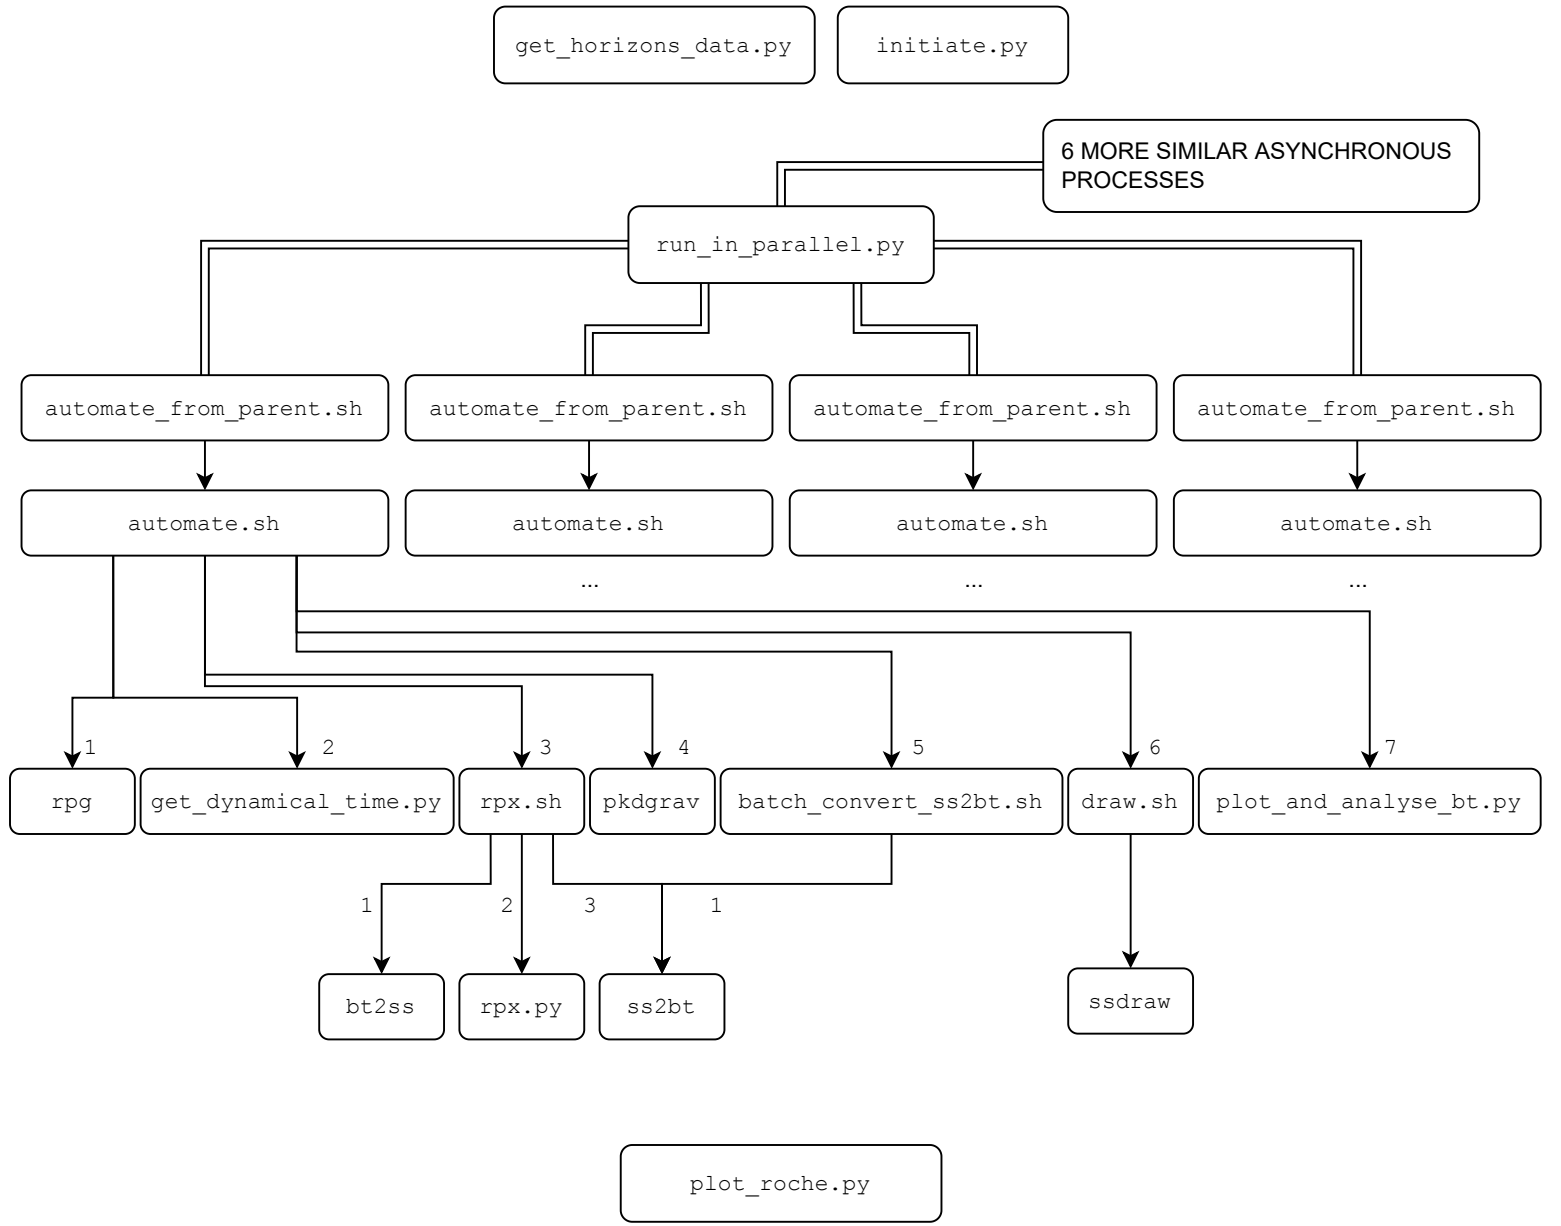 get_horizons_data.py
initiate.py
6 MORE SIMILAR ASYNCHRONOUS
PROCESSES
run_in_parallel.py
automate_from_parent.sh
automate_from_parent.sh
automate_from_parent.sh
automate_from_parent.sh
automate.sh
automate.sh
automate.sh
automate.sh
...
...
...
1
2
3
4
5
6
7
rpg
get_dynamical_time.py
rpx.sh
pkdgrav
batch_convert_ss2bt.sh
draw.sh
plot_and_analyse_bt.py
1
2
3
1
bt2ss
rpx.py
ss2bt
ssdraw
plot_roche.py